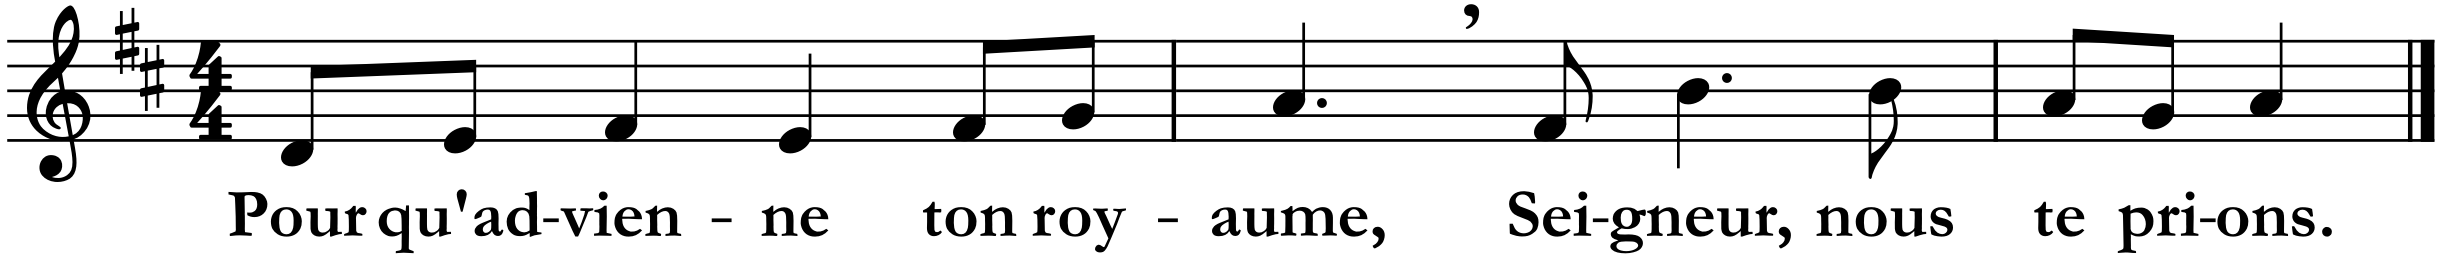 Pour qu'ad-vien - ne ton roy - aume, Sei-gneur, nous te pri-ons.